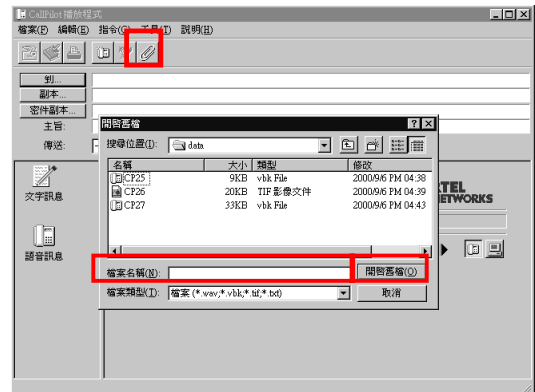 CallPilot 播放程式
檔案(F) 編輯(E) 指令(C) 工具(T) 說明(H)
到...
副本...
密件副本...
主旨:
傳送:
開啟舊檔
搜尋位置(I): data
名稱 大小 類型 修改
CP25 9KB vbk File 2000/9/6 PM 04:38
CP26 20KB TIF 影像文件 2000/9/6 PM 04:39
CP27 33KB vbk File 2000/9/6 PM 04:43
檔案名稱(N): 開啟舊檔(O)
檔案類型(T): 檔案 (*.wav;*.vbk;*.tif;*.txt) 取消
文字訊息
語音訊息
TEL
ETWORKS